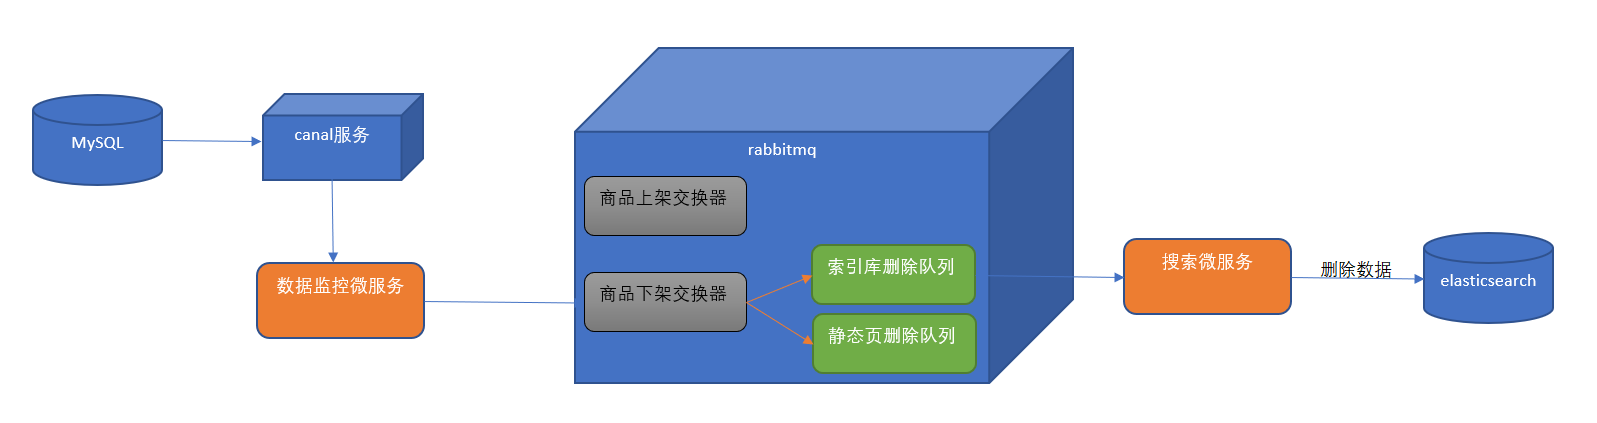 MySQL
canal服务
数据监控微服务
rabbitmq
商品上架交换器
商品下架交换器
索引库删除队列
静态页删除队列
搜索微服务
删除数据
elasticsearch